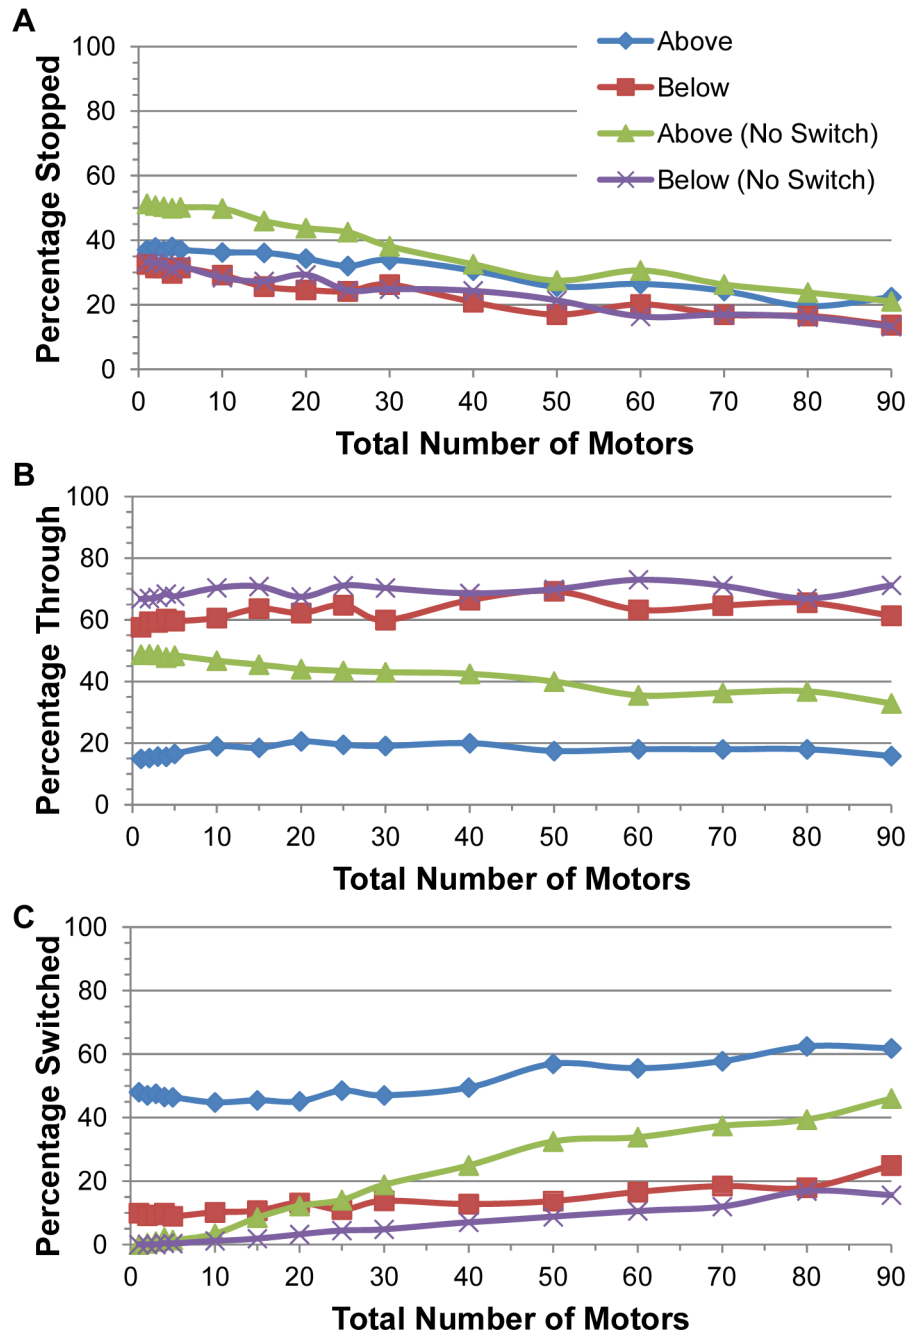 A
100
80
60
40
20
0
Percentage Stopped
Above
Below
Above (No Switch)
Below (No Switch)
0 10 20 30 40 50 60 70 80 90
Total Number of Motors
B
100
80
60
40
20
0
Percentage Through
0 10 20 30 40 50 60 70 80 90
Total Number of Motors
C
100
80
60
40
20
0
Percentage Switched
0 10 20 30 40 50 60 70 80 90
Total Number of Motors